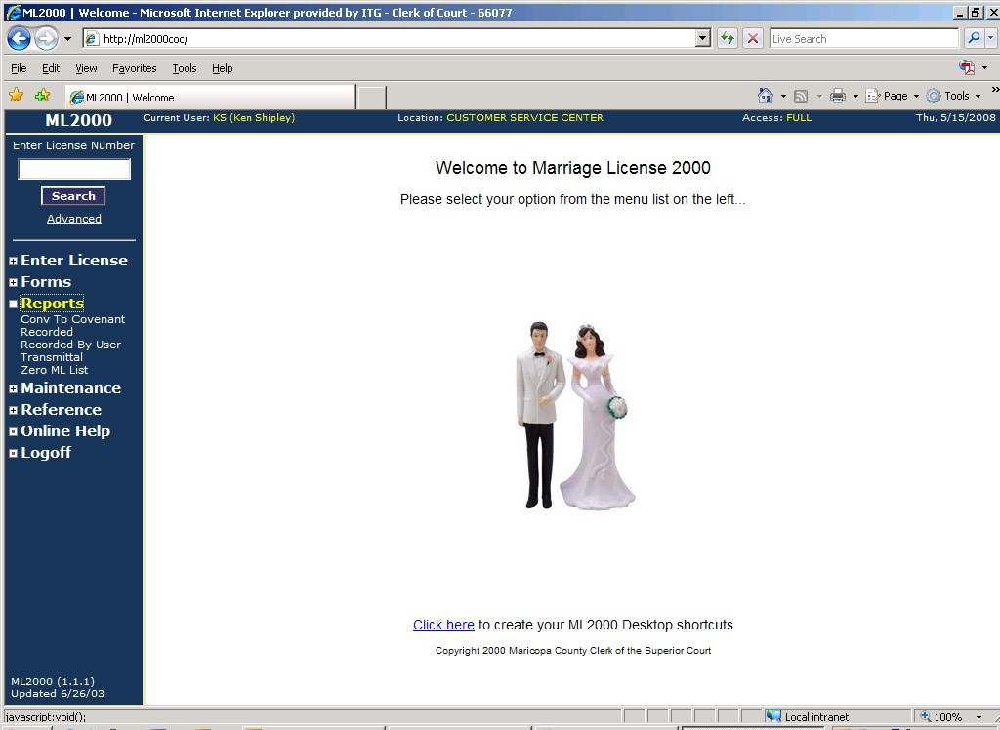 ML2000 | Welcome - Microsoft Internet Explorer provided by ITG - Clerk of Court - 66077
http://ml2000coc/
Live Search
File Edit View Favorites Tools Help
ML2000 | Welcome
Page Tools
ML2000
Current User: KS (Ken Shipley)
Location: CUSTOMER SERVICE CENTER
Access: FULL
Thu, 5/15/2008
Enter License Number
Search
Advanced
Enter License
Forms
Reports
Conv To Covenant
Recorded
Recorded By User
Transmittal
Zero ML List
Maintenance
Reference
Online Help
Logoff
ML2000 (1.1.1)
Updated 6/26/03
Welcome to Marriage License 2000
Please select your option from the menu list on the left...
Click here to create your ML2000 Desktop shortcuts
Copyright 2000 Maricopa County Clerk of the Superior Court
javascript:void();
Local intranet
100%